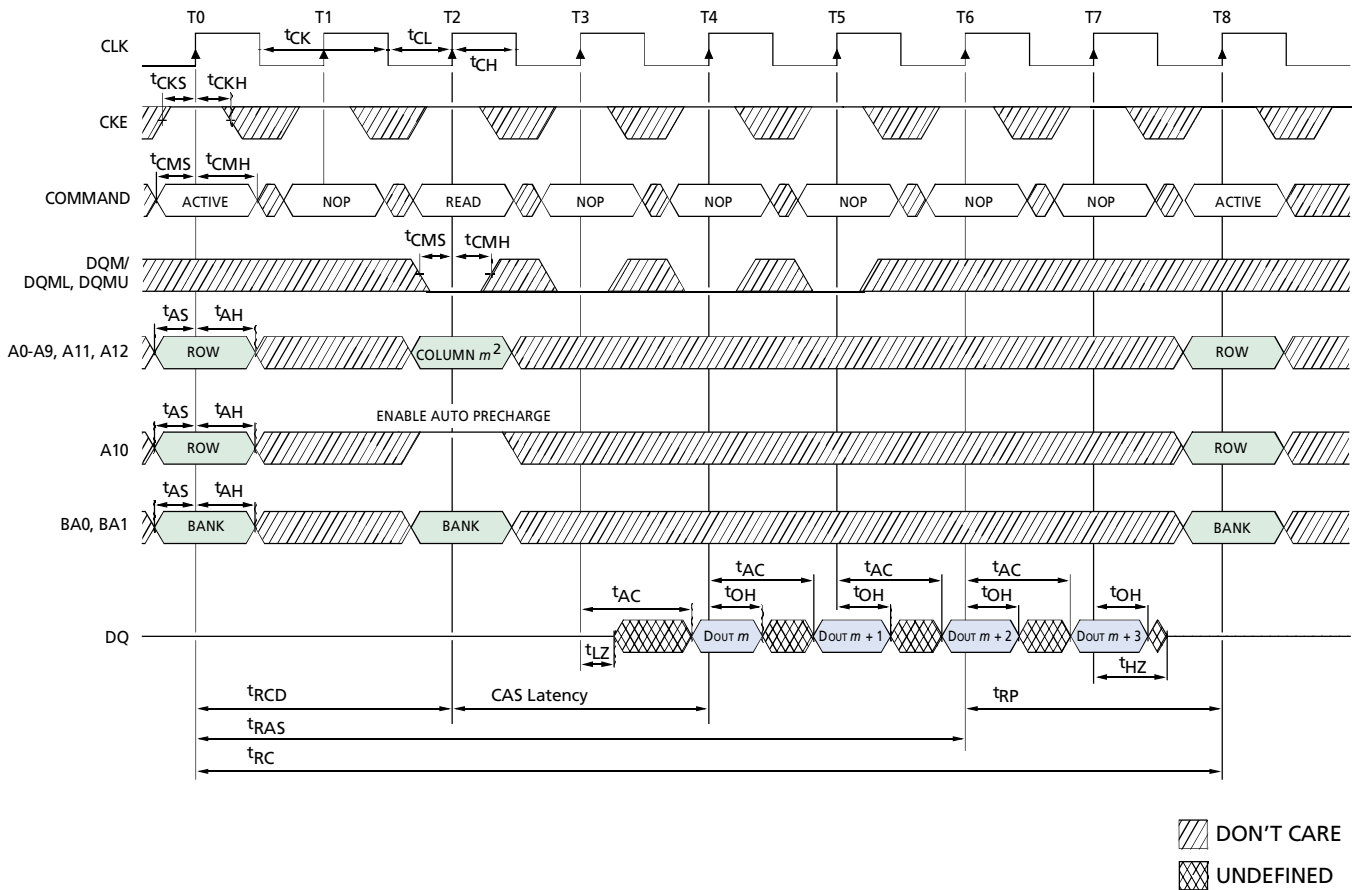 T0 T1 T2 T3 T4 T5 T6 T7 T8
CLK
tCK tCL
tCH
tCKS tCKH
CKE
tCMS tCMH
COMMAND ACTIVE NOP READ NOP NOP NOP NOP NOP ACTIVE
tCMS tCMH
DQM/
DQML, DQMU
tAS tAH
A0-A9, A11, A12 ROW COLUMN m2 ROW
tAS tAH ENABLE AUTO PRECHARGE
A10 ROW ROW
tAS tAH
BA0, BA1 BANK BANK BANK
tAC tAC tAC tAC
tOH tOH tOH tOH
DQ DOUT m DOUT m + 1 DOUT m + 2 DOUT m + 3
tLZ tHZ
tRCD CAS Latency tRP
tRAS
tRC
DON'T CARE
UNDEFINED